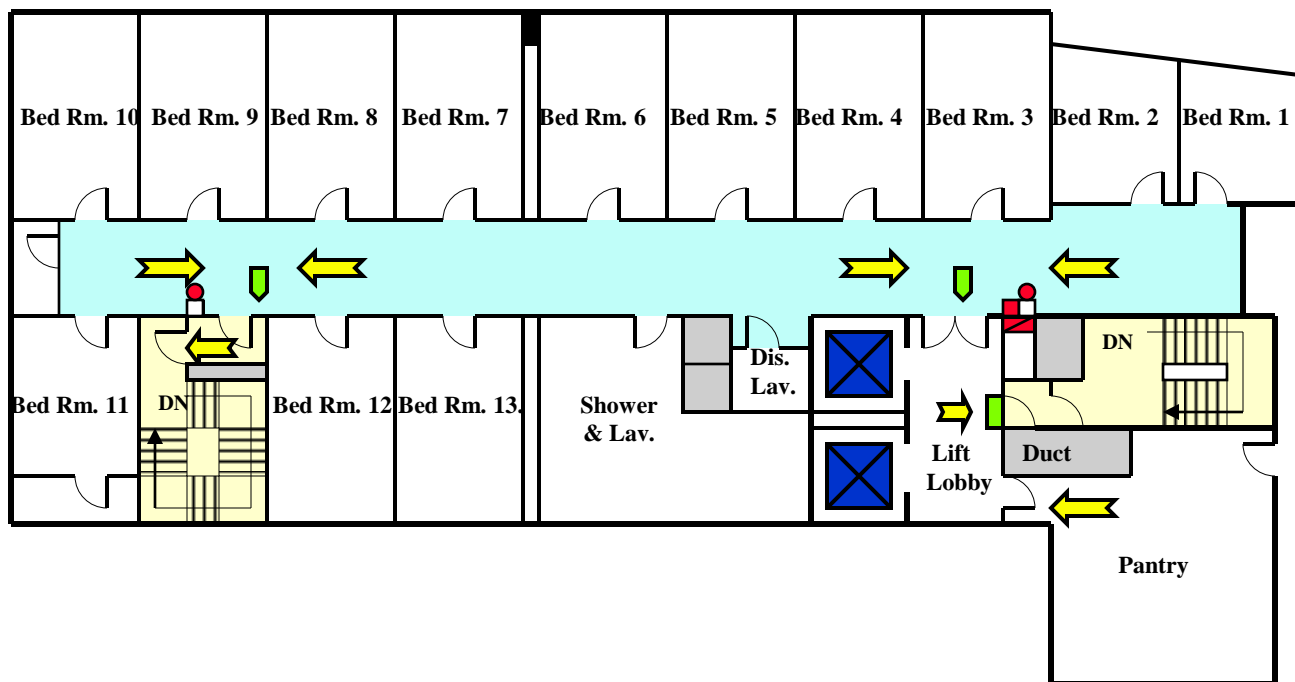 Bed Rm. 10
Bed Rm. 9
Bed Rm. 8
Bed Rm. 7
Bed Rm. 6
Bed Rm. 5
Bed Rm. 4
Bed Rm. 3
Bed Rm. 2
Bed Rm. 1
Bed Rm. 11
DN
Bed Rm. 12
Bed Rm. 13.
Shower
& Lav.
Dis.
Lav.
Lift
Lobby
DN
Duct
Pantry